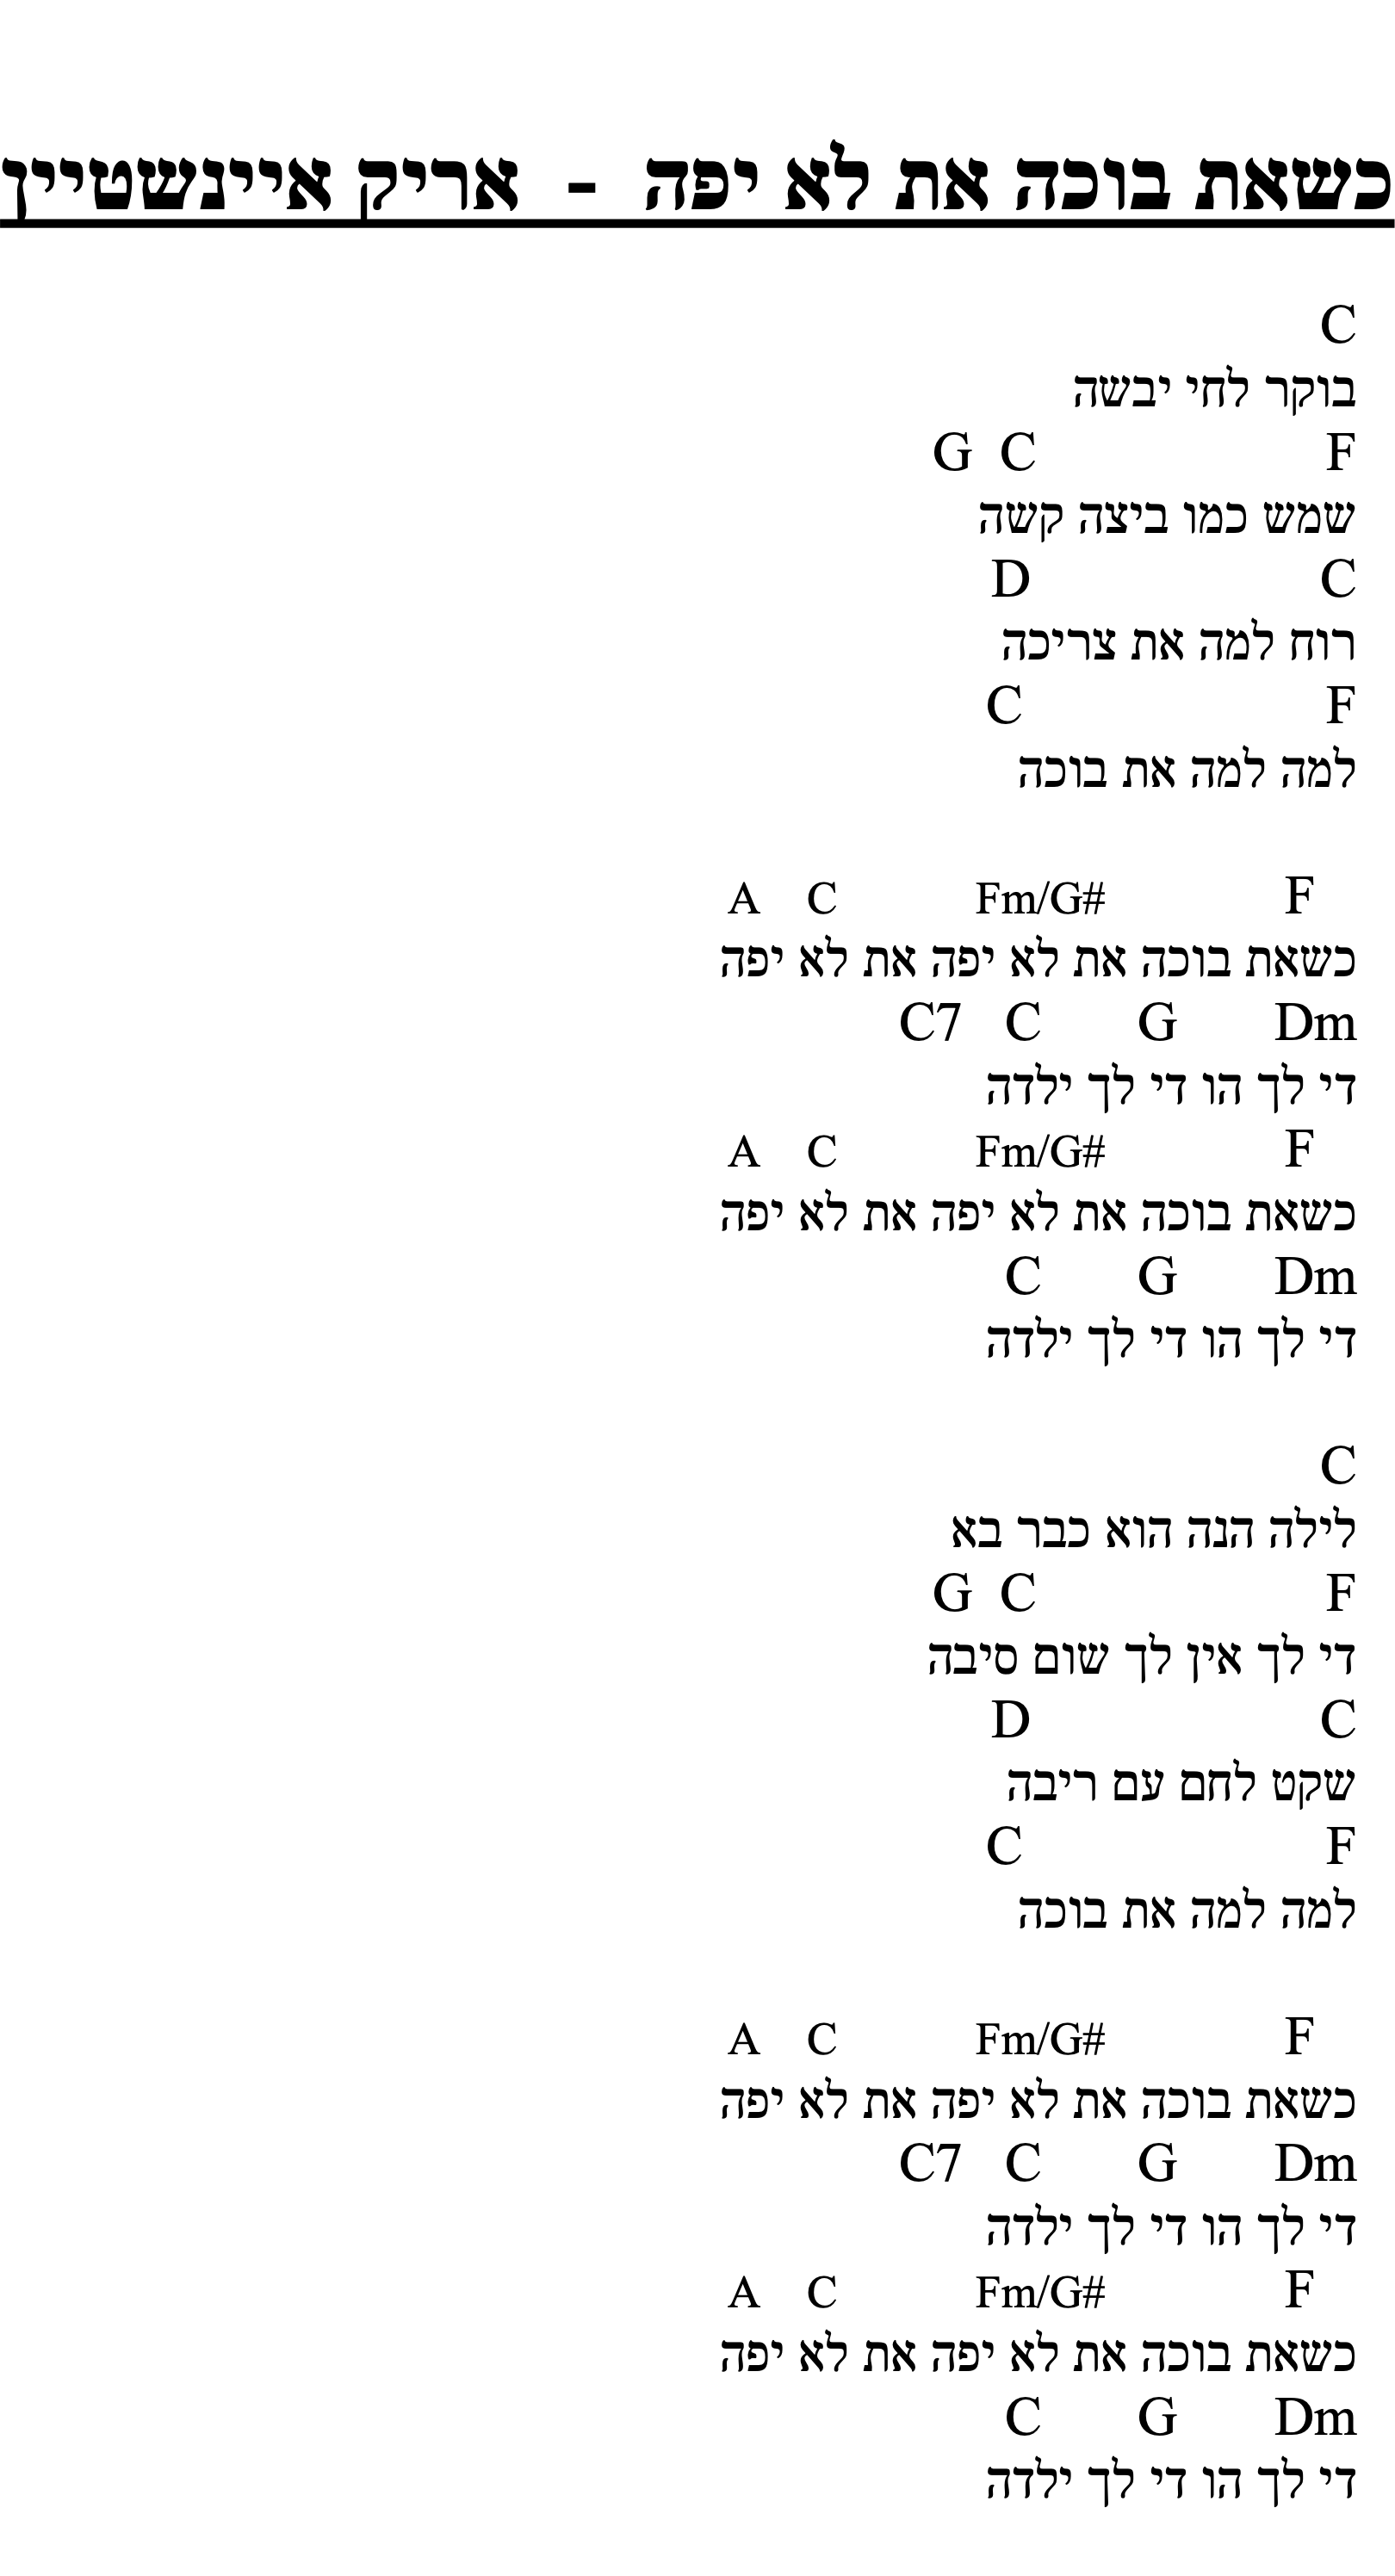 כשאת בוכה את לא יפה - אריק איינשטיין
C
בוקר לחי יבשה
F C G
שמש כמו ביצה קשה
C D
רוח למה את צריכה
F C
למה למה את בוכה
F Fm/G# C A
כשאת בוכה את לא יפה את לא יפה
Dm G C C7
די לך הו די לך ילדה
F Fm/G# C A
כשאת בוכה את לא יפה את לא יפה
Dm G C
די לך הו די לך ילדה
C
לילה הנה הוא כבר בא
F C G
די לך אין לך שום סיבה
C D
שקט לחם עם ריבה
F C
למה למה את בוכה
F Fm/G# C A
כשאת בוכה את לא יפה את לא יפה
Dm G C C7
די לך הו די לך ילדה
F Fm/G# C A
כשאת בוכה את לא יפה את לא יפה
Dm G C
די לך הו די לך ילדה